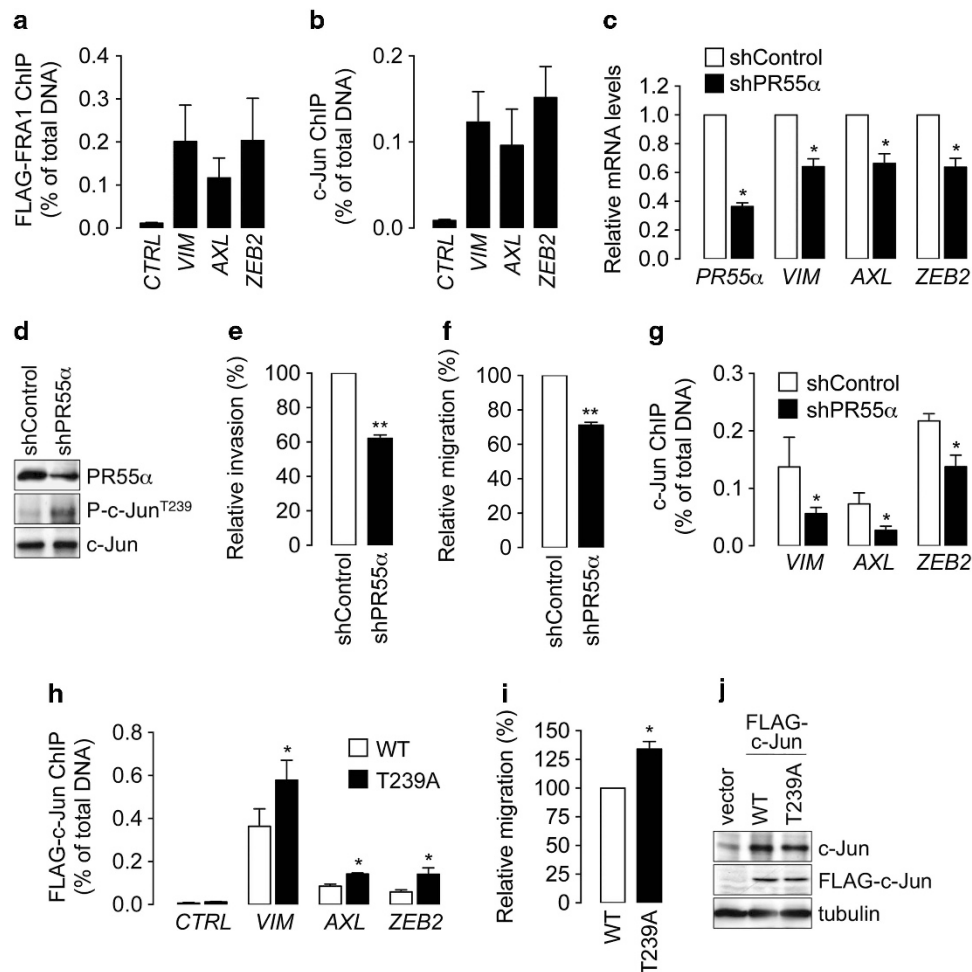 a
FLAG-FRA1 ChIP
(% of total DNA)
0.4
0.3
0.2
0.1
0.0
CTRL
VIM
AXL
ZEB2
b
c-Jun ChIP
(% of total DNA)
0.2
0.1
0.0
CTRL
VIM
AXL
ZEB2
c
shControl
shPR55α
Relative mRNA levels
1.0
0.8
0.6
0.4
0.2
0.0
*
*
*
*
PR55α
VIM
AXL
ZEB2
d
shControl
shPR55α
PR55α
P-c-Jun^T239
c-Jun
e
Relative invasion (%)
100
80
60
40
20
0
**
shControl
shPR55α
f
Relative migration (%)
100
90
80
70
60
50
40
30
20
0
**
shControl
shPR55α
g
shControl
shPR55α
c-Jun ChIP
(% of total DNA)
0.3
0.2
0.1
0.0
*
*
*
VIM
AXL
ZEB2
h
FLAG-c-Jun ChIP
(% of total DNA)
0.8
0.6
0.4
0.2
0.0
WT
T239A
*
*
*
CTRL
VIM
AXL
ZEB2
i
Relative migration (%)
150
125
100
75
50
25
0
*
WT
T239A
j
FLAG-
c-Jun
vector
WT
T239A
c-Jun
FLAG-c-Jun
tubulin